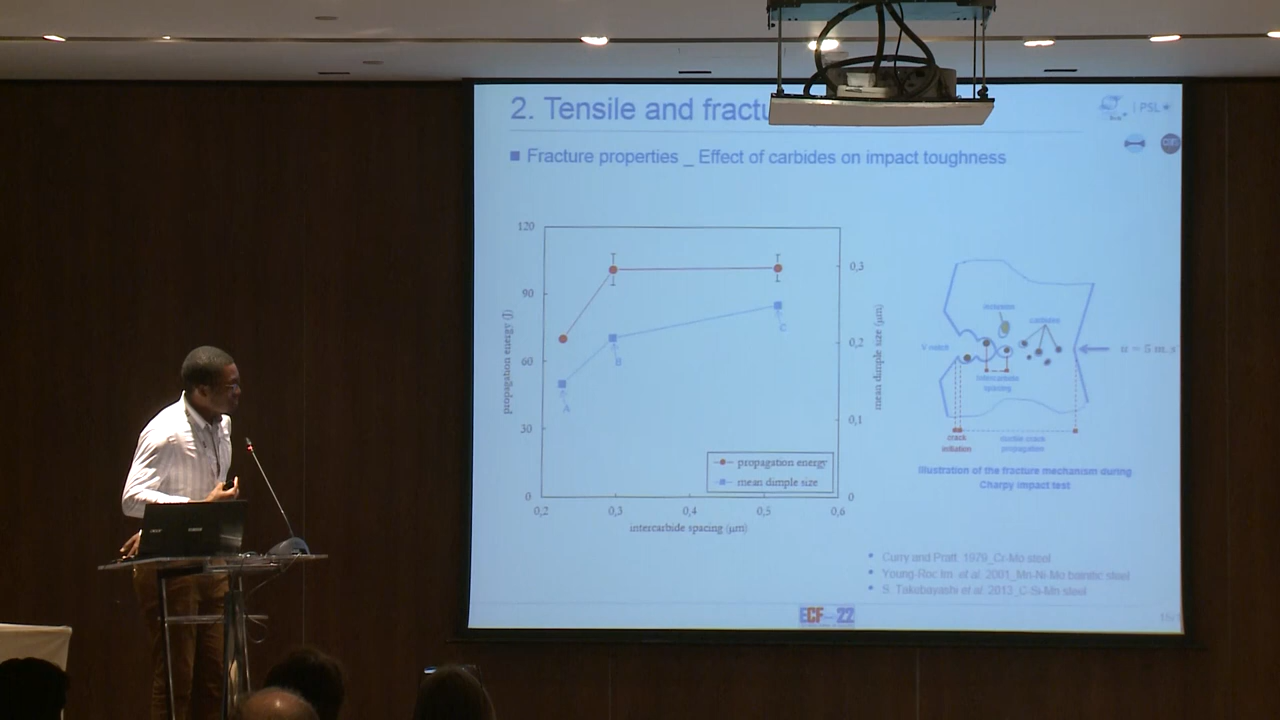 2. Tensile and fractu
PSL
Fracture properties _ Effect of carbides on impact toughness
120
90
60
30
0
propagation energy (J)
0,3
0,2
0,1
0
mean dimple size (μm)
A
B
C
propagation energy
mean dimple size
0,2 0,3 0,4 0,5 0,6
intercarbide spacing (μm)
inclusion
carbides
V notch
u = 5 m.s
intercarbide
spacing
crack
initiation
ductile crack
propagation
Illustration of the fracture mechanism during
Charpy impact test
Curry and Pratt 1979_Cr-Mo steel
Young-Roc Im et al. 2001_Mn-Ni-Mo bainitic steel
S. Takebayashi et al. 2013_C-Si-Mn steel
ECF 22